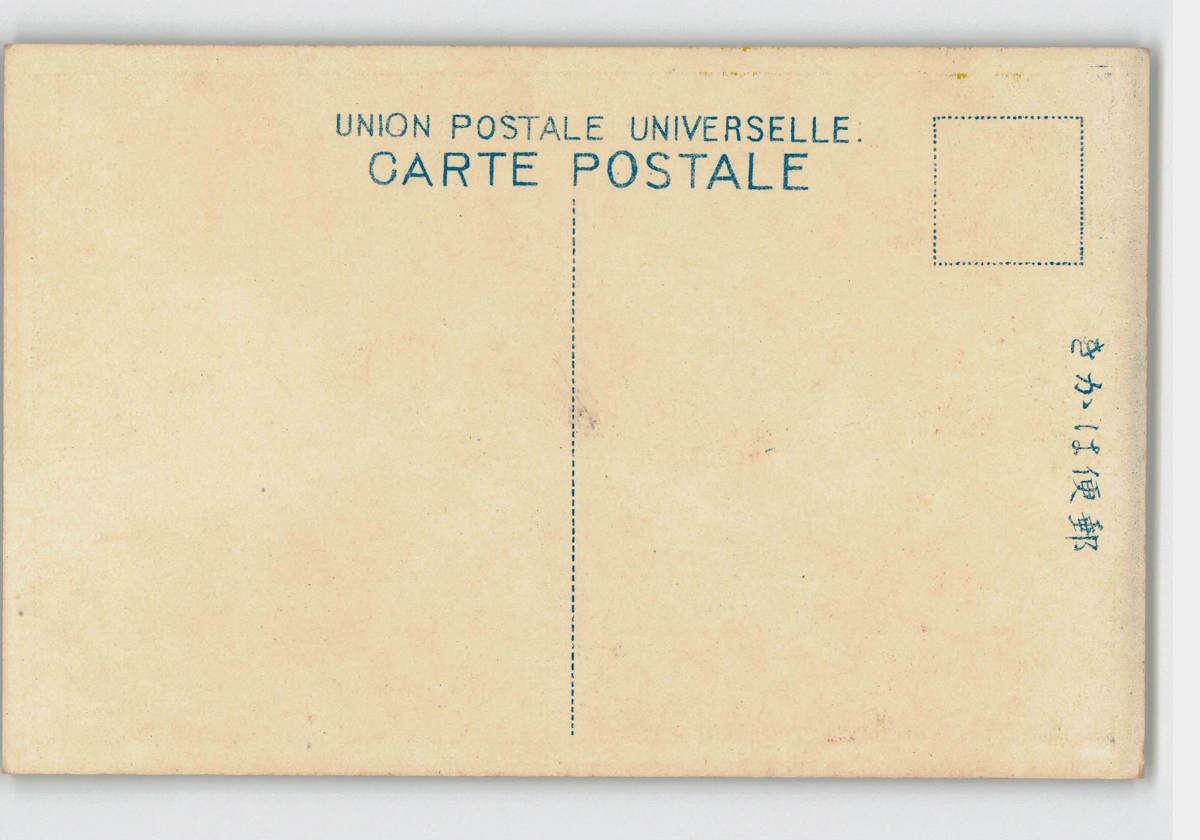 UNION POSTALE UNIVERSELLE.
CARTE POSTALE
きかは便郵